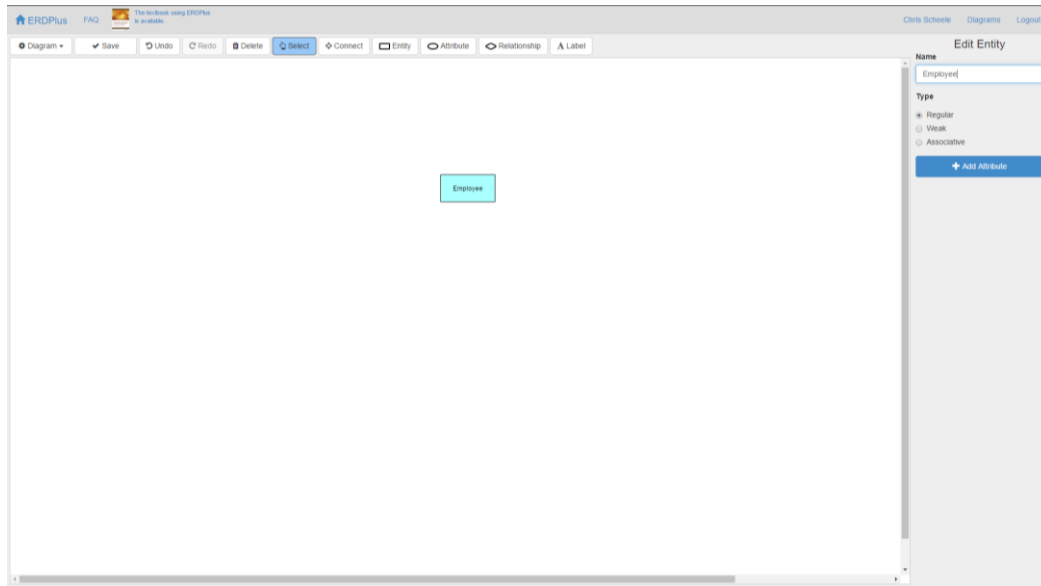 ERDPlus FAQ The textbook using ERDPlus is available. Chris Scheele Diagrams Logout
Diagram Save Undo Redo Delete Select Connect Entity Attribute Relationship A Label
Edit Entity
Name
Employee
Type
Regular
Weak
Associative
+ Add Attribute
Employee